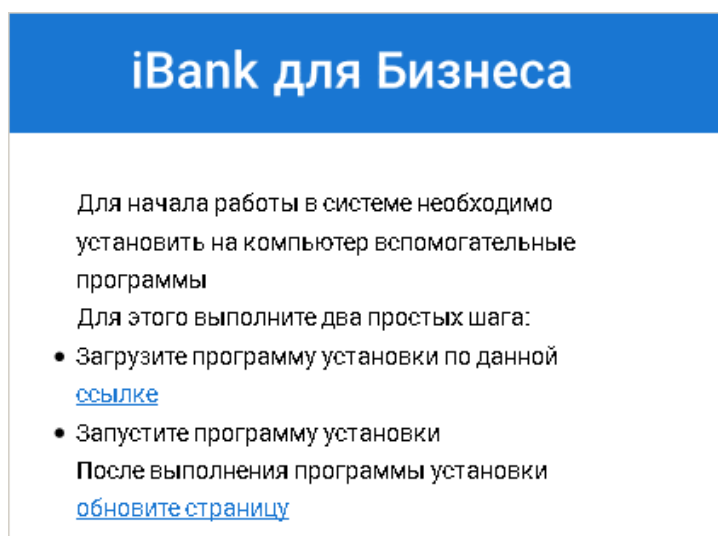 iBank для Бизнеса
Для начала работы в системе необходимо
установить на компьютер вспомогательные
программы
Для этого выполните два простых шага:
• Загрузите программу установки по данной
ссылке
• Запустите программу установки
После выполнения программы установки
обновите страницу